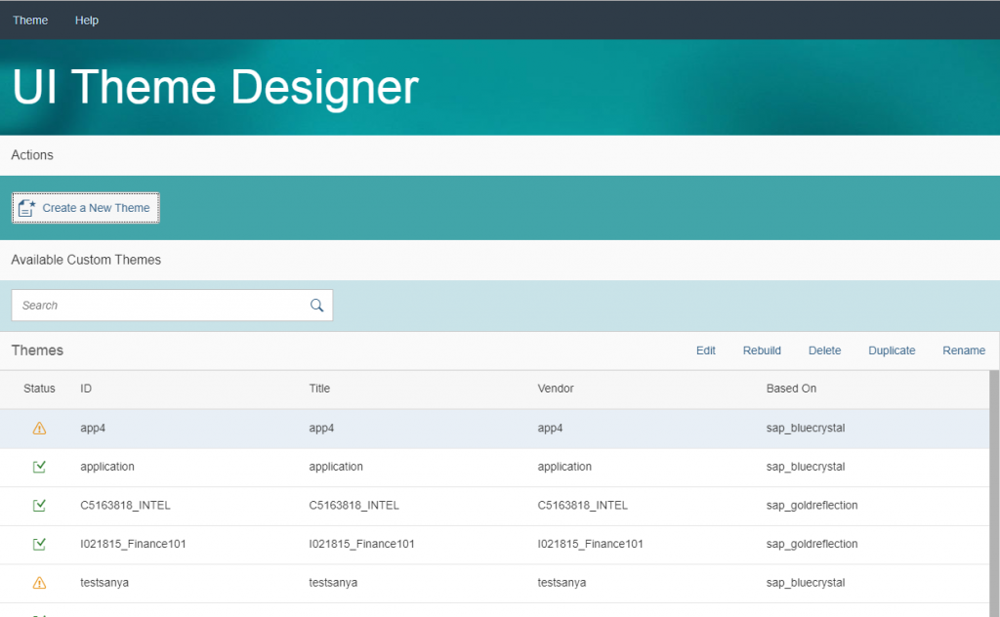 Theme Help
UI Theme Designer
Actions
Create a New Theme
Available Custom Themes
Search
Themes Edit Rebuild Delete Duplicate Rename
Status ID Title Vendor Based On
app4 app4 app4 sap_bluecrystal
application application application sap_bluecrystal
C5163818_INTEL C5163818_INTEL C5163818_INTEL sap_goldreflection
I021815_Finance101 I021815_Finance101 I021815_Finance101 sap_goldreflection
testsanya testsanya testsanya sap_bluecrystal